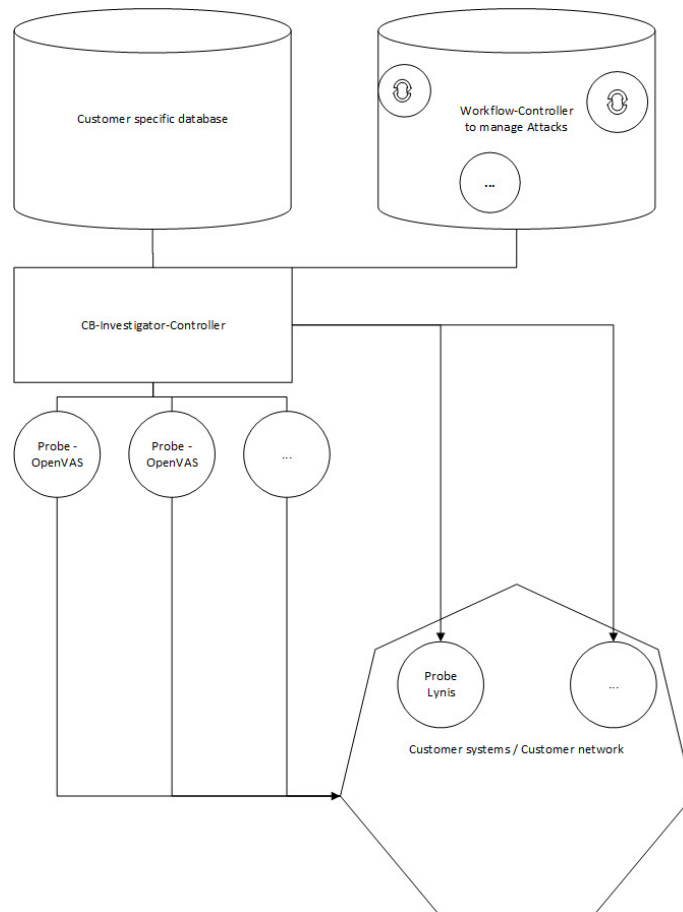 Customer specific database
Workflow-Controller
to manage Attacks
...
CB-Investigator-Controller
Probe -
OpenVAS
Probe -
OpenVAS
...
Probe
Lynis
...
Customer systems / Customer network